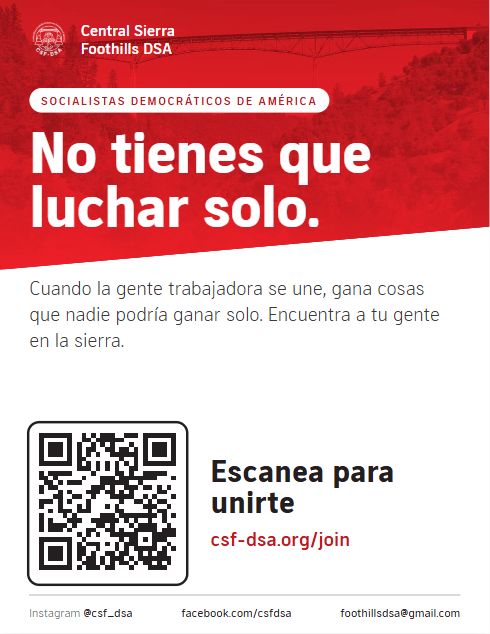 Central Sierra
Foothills DSA
CSF-DSA
SOCIALISTAS DEMOCRÁTICOS DE AMÉRICA
No tienes que
luchar solo.
Cuando la gente trabajadora se une, gana cosas
que nadie podría ganar solo. Encuentra a tu gente
en la sierra.
Escanea para
unirte
csf-dsa.org/join
Instagram @csf_dsa facebook.com/csfdsa foothillsdsa@gmail.com